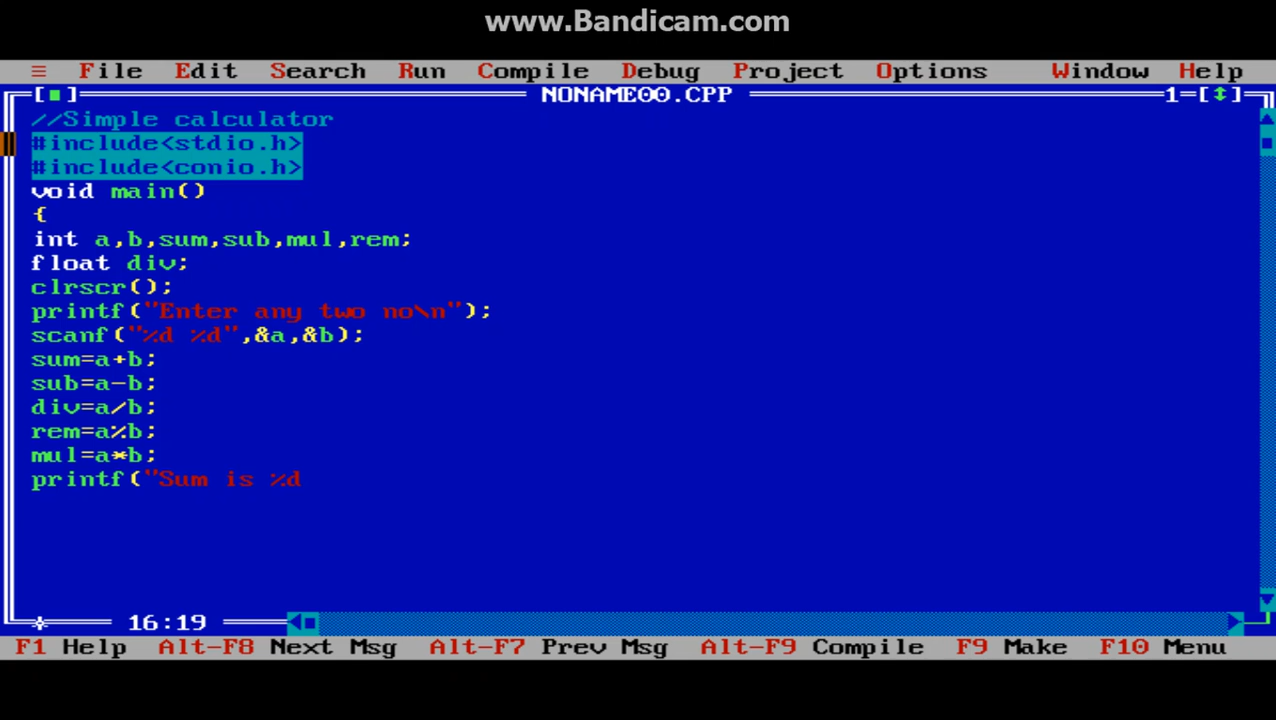 www.Bandicam.com
≡ File Edit Search Run Compile Debug Project Options Window Help
[■] NONAME00.CPP 1=[↕]
//Simple calculator
#include<stdio.h>
#include<conio.h>
void main()
{
int a,b,sum,sub,mul,rem;
float div;
clrscr();
printf("Enter any two no\n");
scanf("%d %d",&a,&b);
sum=a+b;
sub=a-b;
div=a/b;
rem=a%b;
mul=a*b;
printf("Sum is %d
16:19
F1 Help Alt-F8 Next Msg Alt-F7 Prev Msg Alt-F9 Compile F9 Make F10 Menu